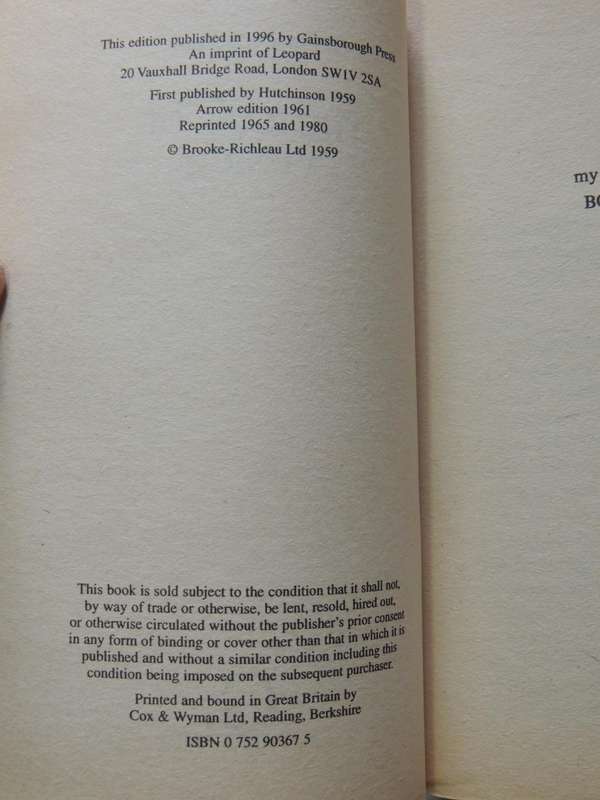 This edition published in 1996 by Gainsborough Press
An imprint of Leopard
20 Vauxhall Bridge Road, London SW1V 2SA
First published by Hutchinson 1959
Arrow edition 1961
Reprinted 1965 and 1980
© Brooke-Richleau Ltd 1959
This book is sold subject to the condition that it shall not,
by way of trade or otherwise, be lent, resold, hired out,
or otherwise circulated without the publisher's prior consent
in any form of binding or cover other than that in which it is
published and without a similar condition including this
condition being imposed on the subsequent purchaser.
Printed and bound in Great Britain by
Cox & Wyman Ltd, Reading, Berkshire
ISBN 0 752 90367 5
my